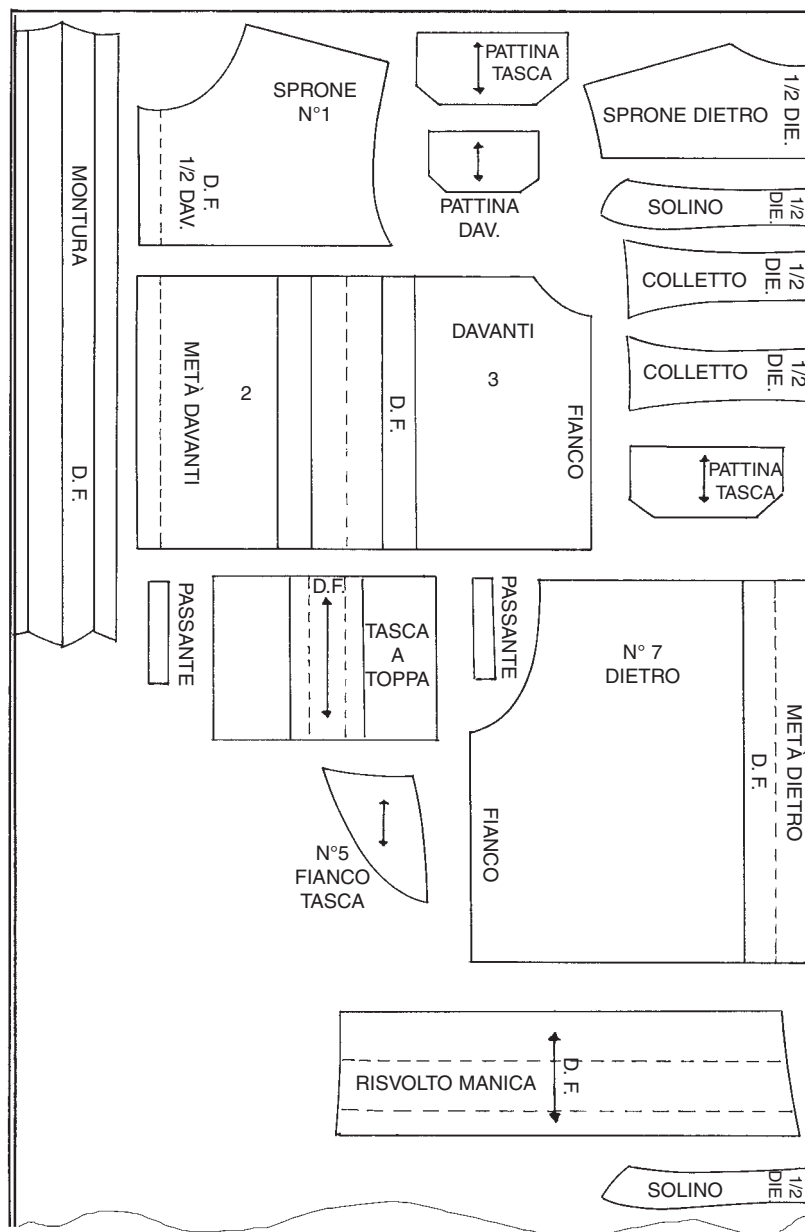 MONTURA
D. F.
SPRONE
N°1
D. F.
1/2 DAV.
PATTINA
TASCA
PATTINA
DAV.
SPRONE DIETRO
1/2 DIE.
SOLINO
1/2
DIE.
COLLETTO
1/2
DIE.
COLLETTO
1/2
DIE.
PATTINA
TASCA
METÀ DAVANTI
2
D. F.
DAVANTI
3
FIANCO
PASSANTE
D.F.
TASCA
A
TOPPA
PASSANTE
N° 7
DIETRO
FIANCO
D. F.
METÀ DIETRO
N°5
FIANCO
TASCA
RISVOLTO MANICA
D. F.
SOLINO
1/2
DIE